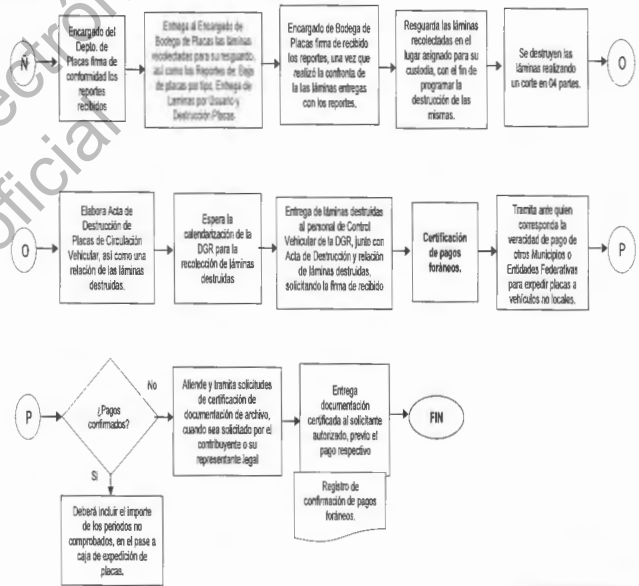 Ñ
Encargado del
Depto. de
Placas firma de
conformidad los
reportes
recibidos
Entrega al Encargado de
Bodega de Placas las láminas
recolectadas para su resguardo,
así como los Reportes de: Baja
de placas por tipo, Entrega de
Laminas por Usuario y
Destrucción Placas.
Encargado de Bodega de
Placas firma de recibido
los reportes, una vez que
realizó la confronta de
la las láminas entregas
con los reportes.
Resguarda las láminas
recolectadas en el
lugar asignado para su
custodia, con el fin de
programar la
destrucción de las
mismas.
Se destruyen las
láminas realizando
un corte en 04 partes.
O
O
Elabora Acta de
Destrucción de
Placas de Circulación
Vehicular, así como una
relación de las láminas
destruidas.
Espera la
calendarización de
la DGR para la
recolección de láminas
destruidas
Entrega de láminas destruidas
al personal de Control
Vehicular de la DGR, junto con
Acta de Destrucción y relación
de láminas destruidas,
solicitando la firma de recibido
Certificación
de pagos
foráneos.
Tramita ante quien
corresponda la
veracidad de pago de
otros Municipios o
Entidades Federativas
para expedir placas a
vehículos no locales.
P
P
¿Pagos
confirmados?
No
Si
Atiende y tramita solicitudes
de certificación de
documentación de archivo,
cuando sea solicitado por el
contribuyente o su
representante legal
Entrega
documentación
certificada al solicitante
autorizado, previo el
pago respectivo
FIN
Registro de
confirmación de pagos
foráneos.
Deberá incluir el importe
de los periodos no
comprobados, en el pase a
caja de expedición de
placas.
oficial